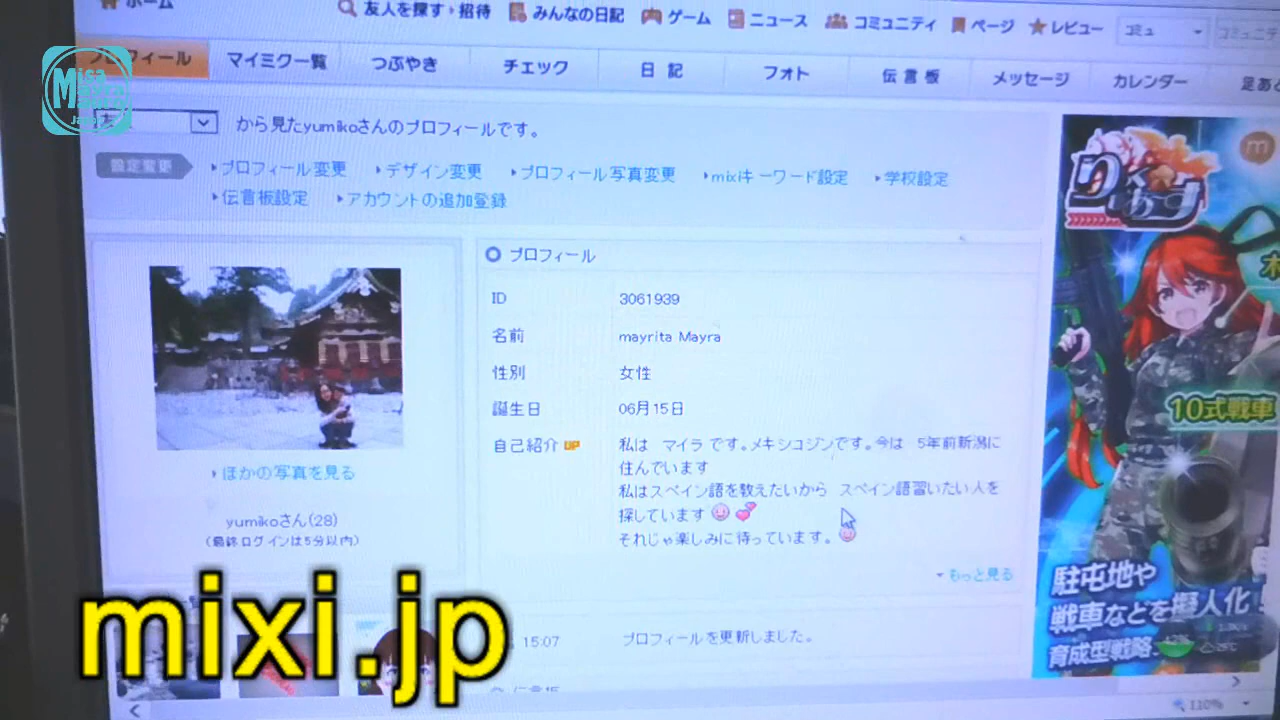 ホーム 友人を探す 招待 みんなの日記 ゲーム ニュース コミュニティ ページ レビュー コミュ
プロフィール マイミク一覧 つぶやき チェック 日記 フォト 伝言板 メッセージ カレンダー 足あと
Misa Mayra
Japon
から見たyumikoさんのプロフィールです。
設定変更 プロフィール変更 デザイン変更 プロフィール写真変更 mixiキーワード設定 学校設定
伝言板設定 アカウントの追加登録
プロフィール
ID 3061939
名前 mayrita Mayra
性別 女性
誕生日 06月15日
自己紹介 UP 私は マイラ です。メキシコジンです。今は 5年前新潟に
住んでいます
私はスペイン語を教えたいから スペイン語習いたい人を
探しています
それじゃ楽しみに待っています。
もっと見る
ほかの写真を見る
yumikoさん(28)
(最終ログインは5分以内)
15:07 プロフィールを更新しました。
mixi.jp
りくあす
10式戦車
駐屯地や
戦車などを擬人化!
育成型戦略
110%